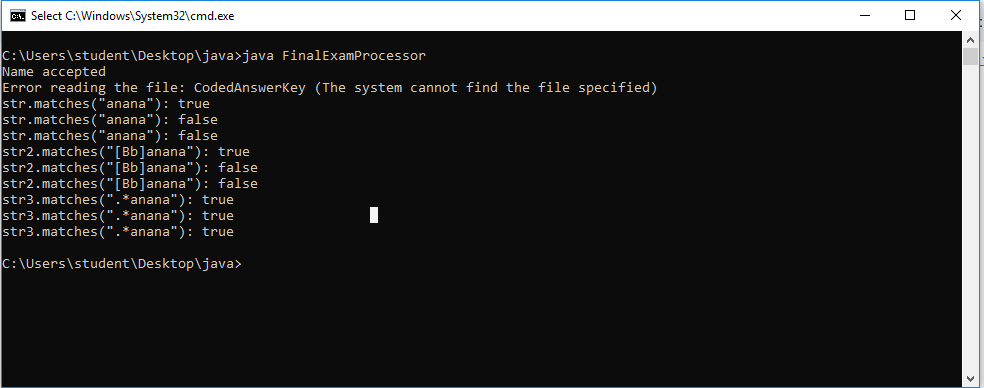 Select C:\Windows\System32\cmd.exe
C:\Users\student\Desktop\java>java FinalExamProcessor
Name accepted
Error reading the file: CodedAnswerKey (The system cannot find the file specified)
str.matches("anana"): true
str.matches("anana"): false
str.matches("anana"): false
str2.matches("[Bb]anana"): true
str2.matches("[Bb]anana"): false
str2.matches("[Bb]anana"): false
str3.matches(".*anana"): true
str3.matches(".*anana"): true
str3.matches(".*anana"): true
C:\Users\student\Desktop\java>